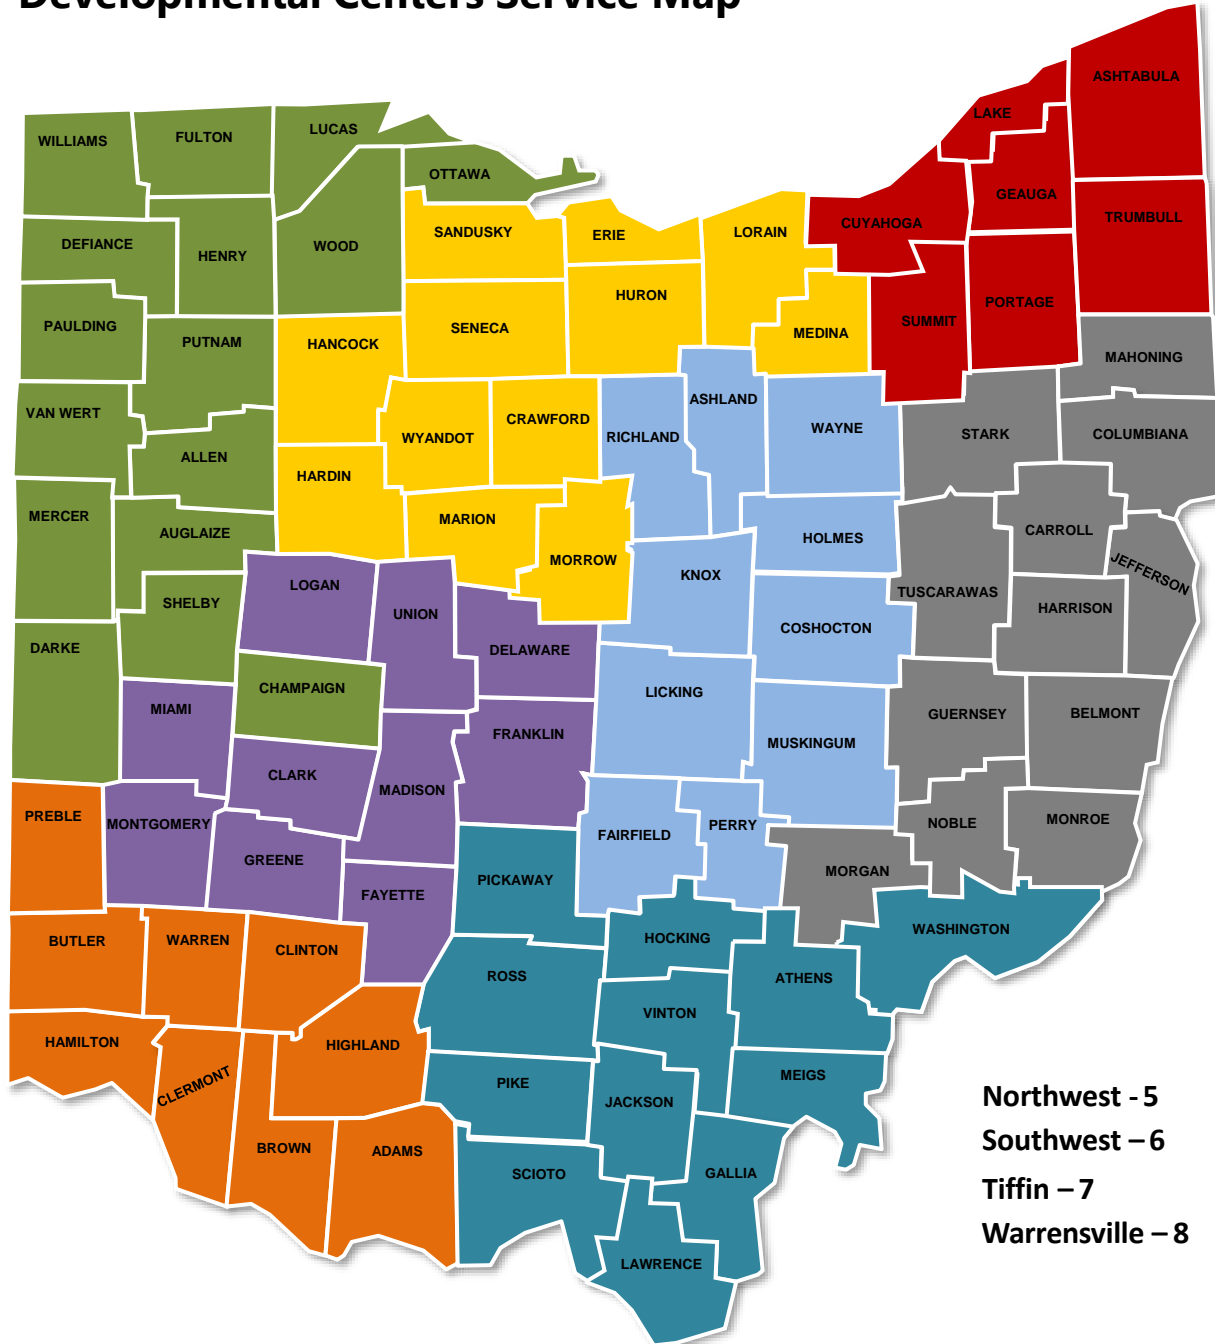 Developmental Centers Service Map
ASHTABULA
LAKE
LUCAS
FULTON
WILLIAMS
OTTAWA
GEAUGA
TRUMBULL
CUYAHOGA
SANDUSKY
ERIE
LORAIN
DEFIANCE
WOOD
HENRY
HURON
PORTAGE
SUMMIT
PAULDING
SENECA
MEDINA
PUTNAM
HANCOCK
MAHONING
ASHLAND
VAN WERT
CRAWFORD
WAYNE
WYANDOT
RICHLAND
STARK
COLUMBIANA
ALLEN
HARDIN
MERCER
MARION
AUGLAIZE
HOLMES
CARROLL
MORROW
JEFFERSON
KNOX
LOGAN
TUSCARAWAS
SHELBY
UNION
HARRISON
COSHOCTON
DARKE
DELAWARE
CHAMPAIGN
LICKING
MIAMI
GUERNSEY
BELMONT
FRANKLIN
MUSKINGUM
CLARK
MADISON
PREBLE
MONTGOMERY
PERRY
NOBLE
MONROE
FAIRFIELD
GREENE
MORGAN
PICKAWAY
FAYETTE
WASHINGTON
BUTLER
WARREN
HOCKING
CLINTON
ROSS
ATHENS
VINTON
HAMILTON
HIGHLAND
MEIGS
PIKE
CLERMONT
JACKSON
Northwest - 5
Southwest – 6
BROWN
ADAMS
SCIOTO
GALLIA
Tiffin – 7
Warrensville – 8
LAWRENCE